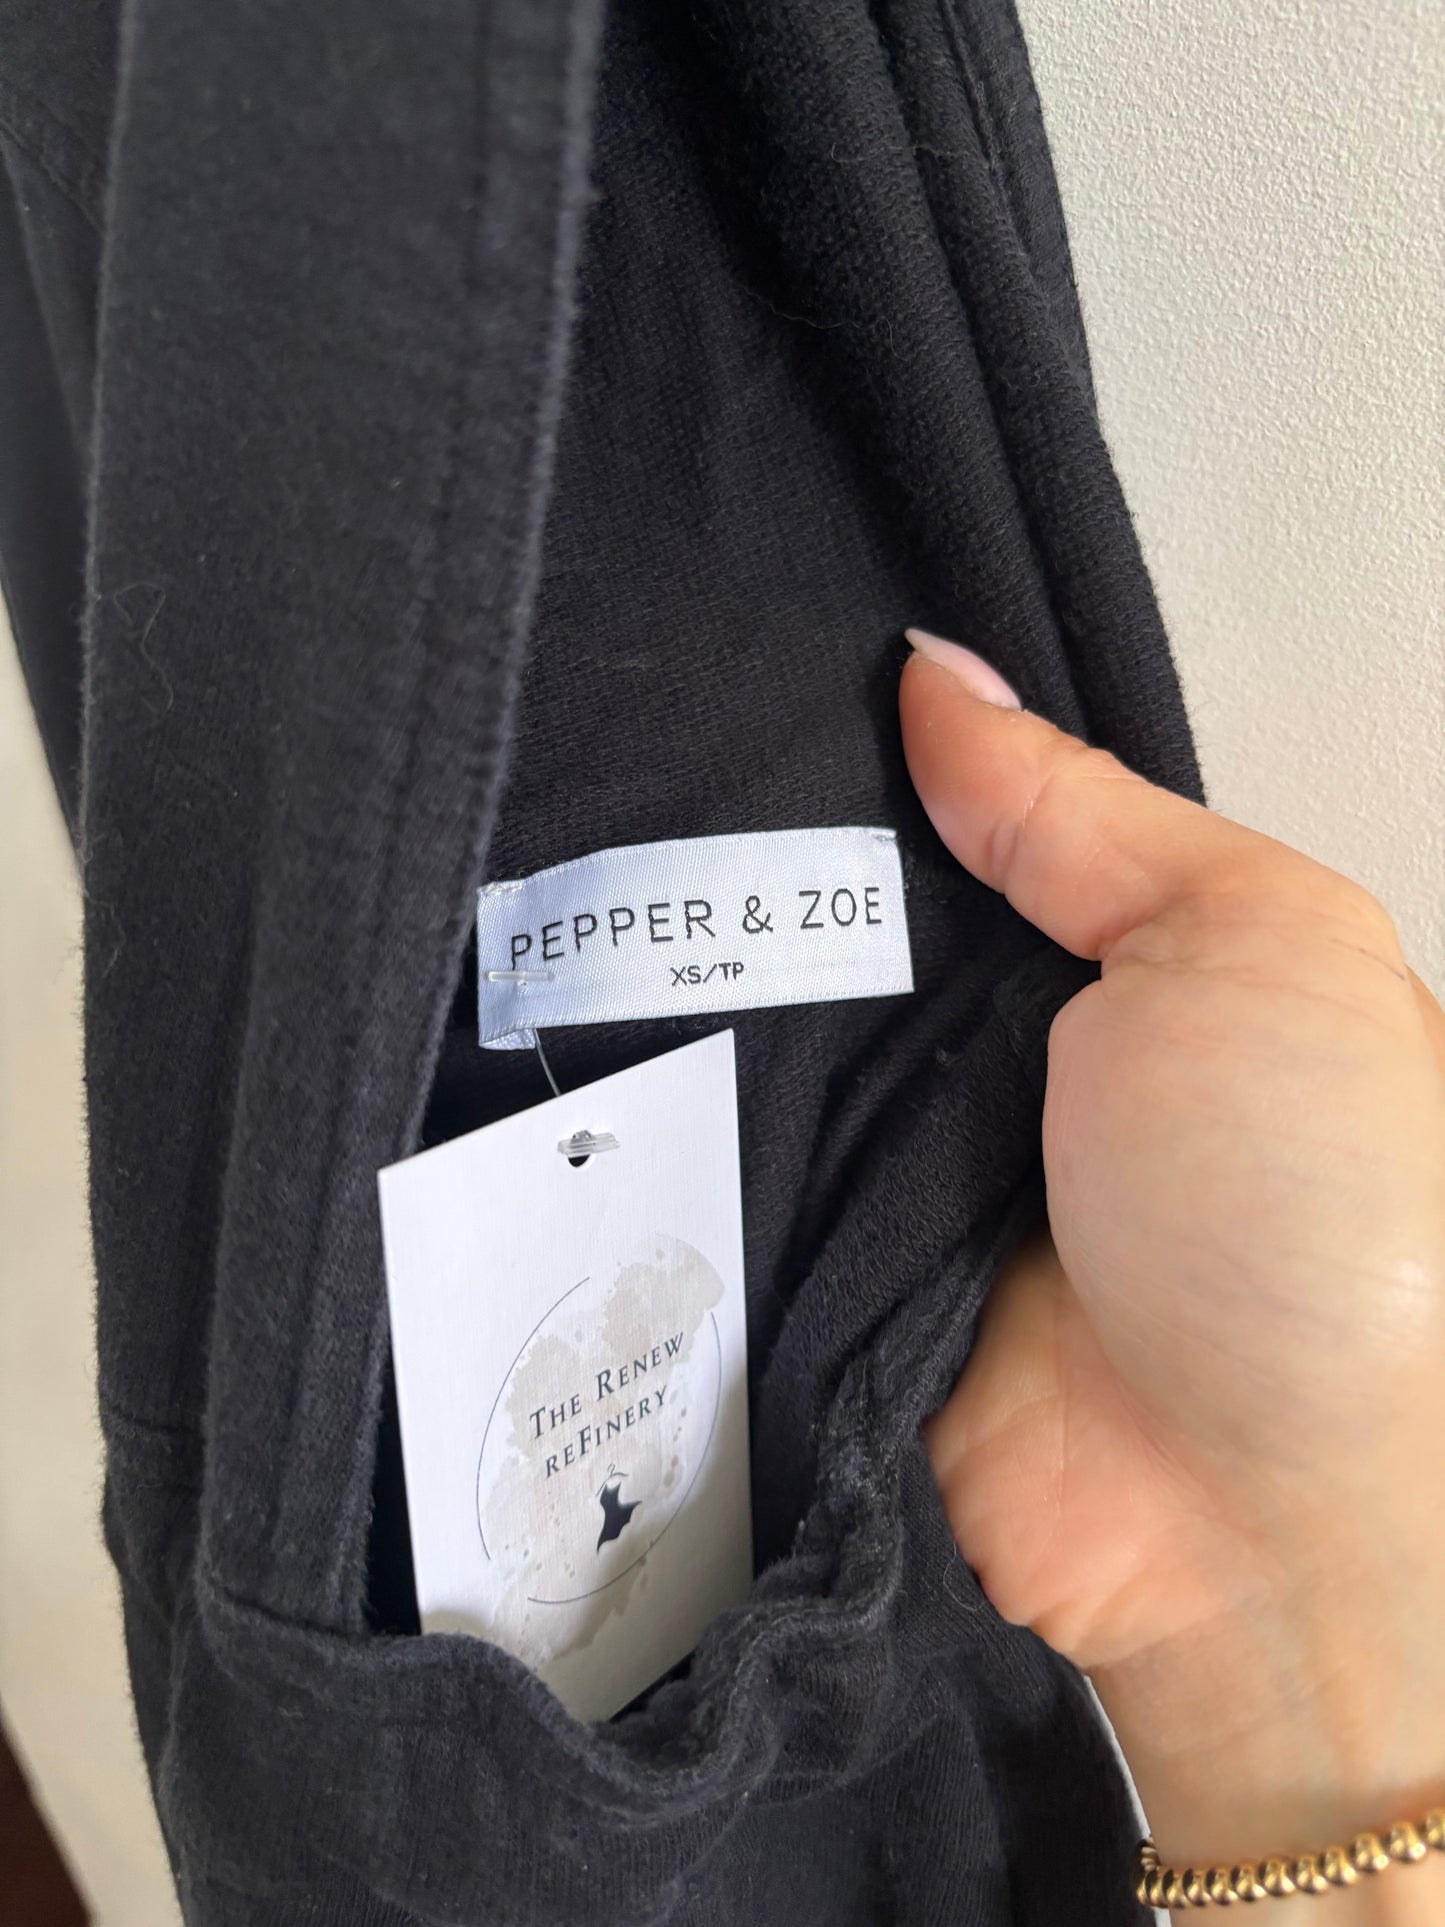 PEPPER & ZOE
XS/TP
THE RENEW
REFINERY